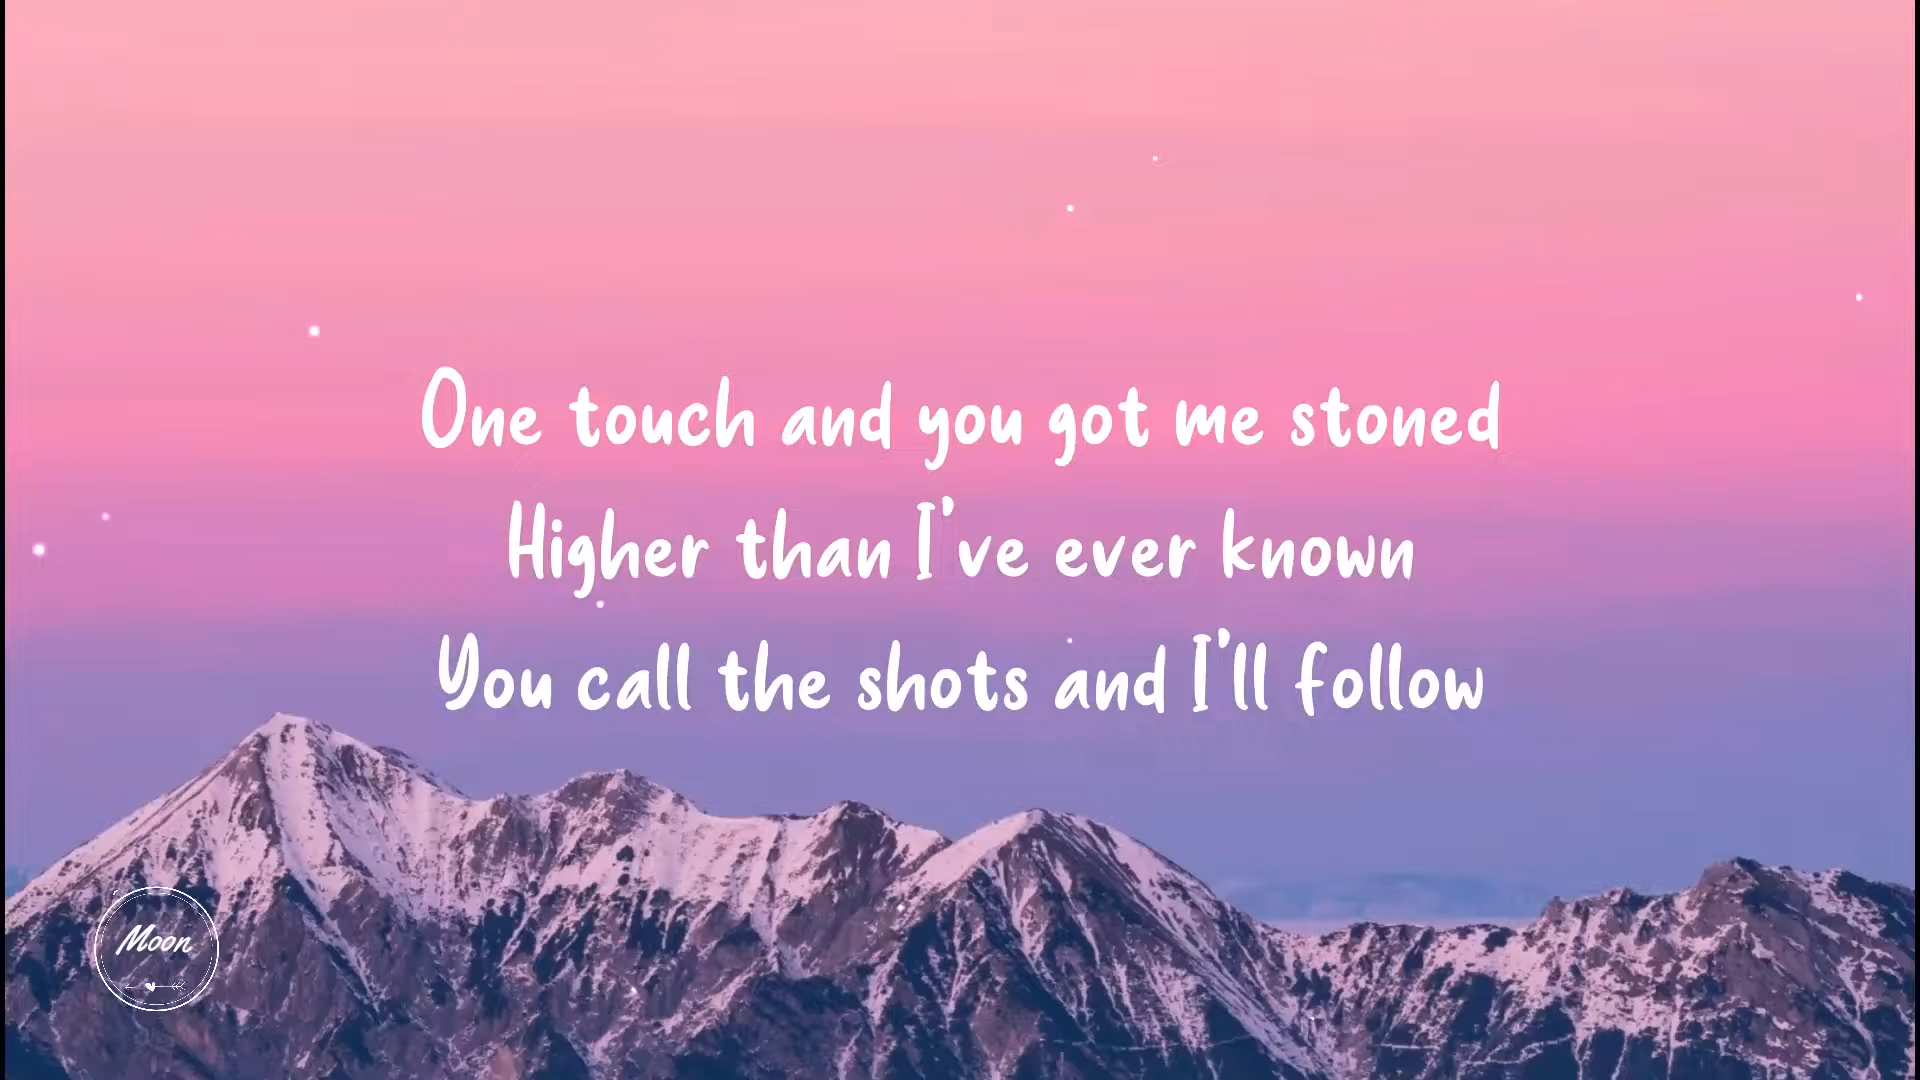 One touch and you got me stoned
Higher than I've ever known
You call the shots and I'll follow
Moon